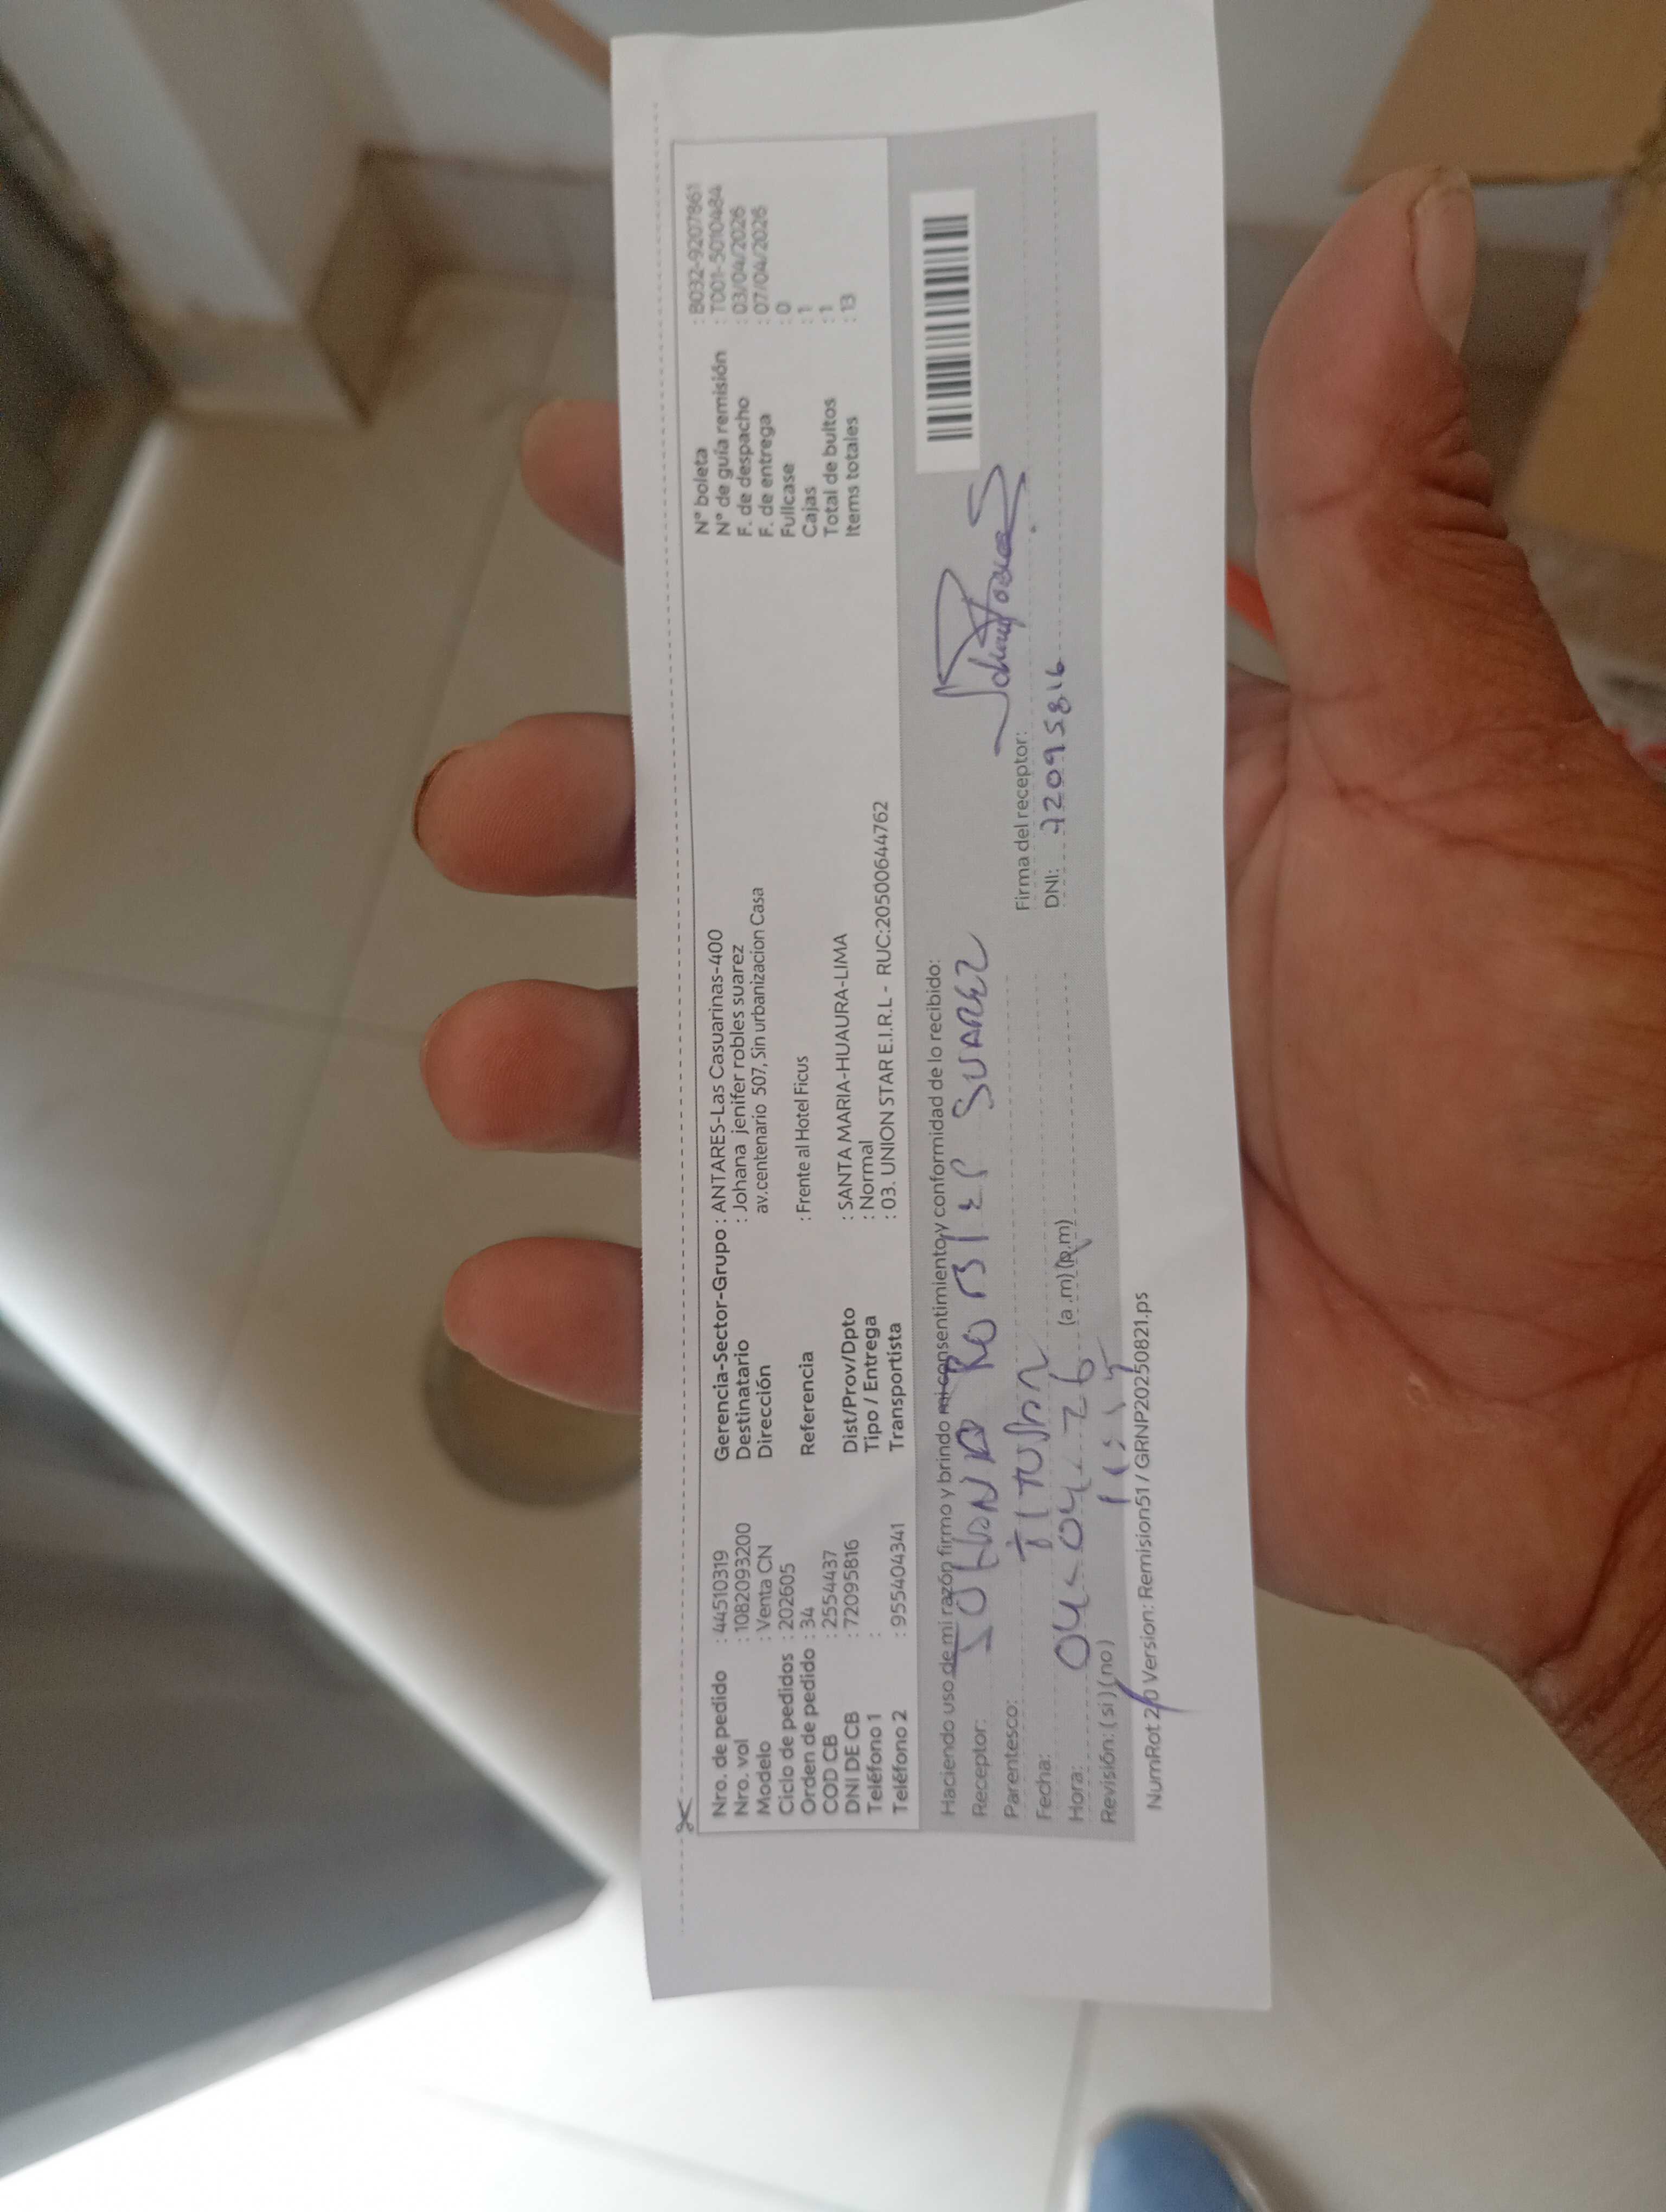 Nro. de pedido : 44510319
Nro. vol : 1082093200
Modelo : Venta CN
Ciclo de pedidos : 202605
Orden de pedido : 34
COD CB : 2554437
DNI DE CB : 72095816
Teléfono 1 :
Teléfono 2 : 955404341
Gerencia-Sector-Grupo : ANTARES-Las Casuarinas-400
Destinatario : Johana jenifer robles suarez
Dirección av.centenario 507, Sin urbanizacion Casa
Referencia : Frente al Hotel Ficus
Dist/Prov/Dpto : SANTA MARIA-HUAURA-LIMA
Tipo / Entrega : Normal
Transportista : 03. UNION STAR E.I.R.L - RUC:20500644762
N° boleta : B032-9207861
N° de guía remisión : T001-5010484
F. de despacho : 03/04/2026
F. de entrega : 07/04/2026
Fullcase : 0
Cajas : 1
Total de bultos : 1
Items totales : 13
Haciendo uso de mi razón firmo y brindo mi consentimiento y conformidad de lo recibido:
Receptor: JOHANA ROBLES SUAREZ
Parentesco: TITULAR
Fecha: 04-04-26
Hora: (a.m) (p.m)
Revisión: ( si ) ( no )
Firma del receptor:
DNI: 72095816
NumRot 2.0 Version: Remision51 / GRNP20250821.ps